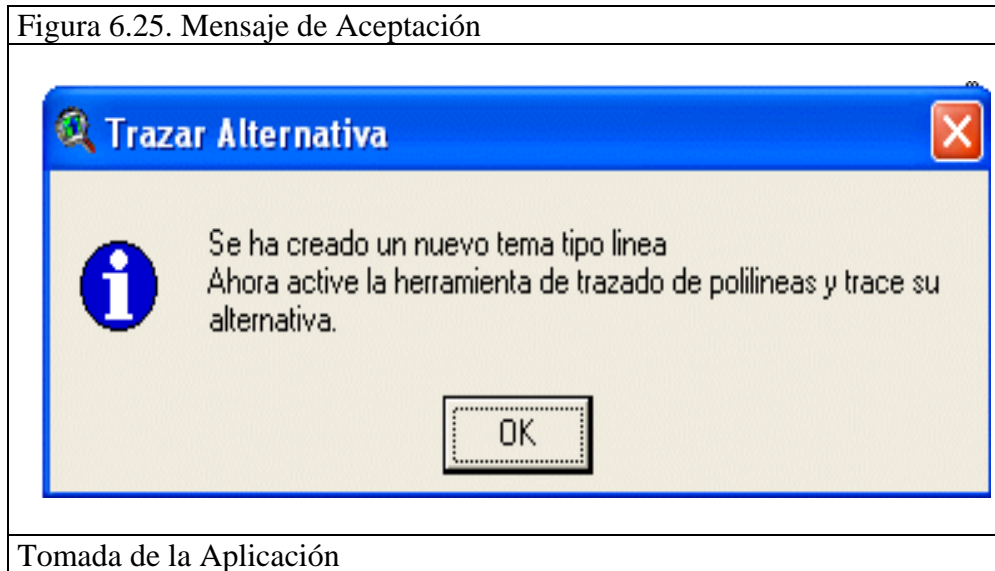 Figura 6.25. Mensaje de Aceptación
Trazar Alternativa
Se ha creado un nuevo tema tipo linea
Ahora active la herramienta de trazado de polilineas y trace su
alternativa.
OK
Tomada de la Aplicación